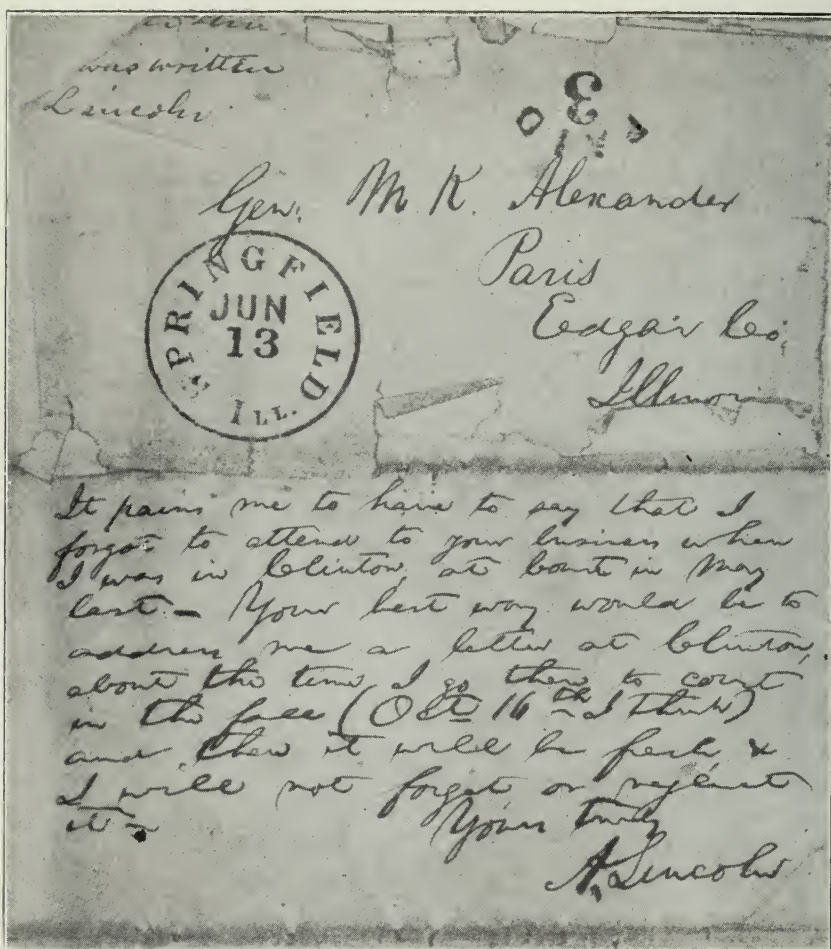 was written
Lincoln
3
Gen. M. K. Alexander
Paris
Edgar Co,
Illinois
SPRINGFIELD ILL.
JUN
13
It pains me to have to say that I
forgot to attend to your business when
I was in Clinton, at court in May
last – Your best way would be to
address me a letter at Clinton,
about the time I go there to court
in the fall (Oct 16th I think)
and then it will be fresh, &
I will not forget or neglect
it –
Yours truly
A. Lincoln